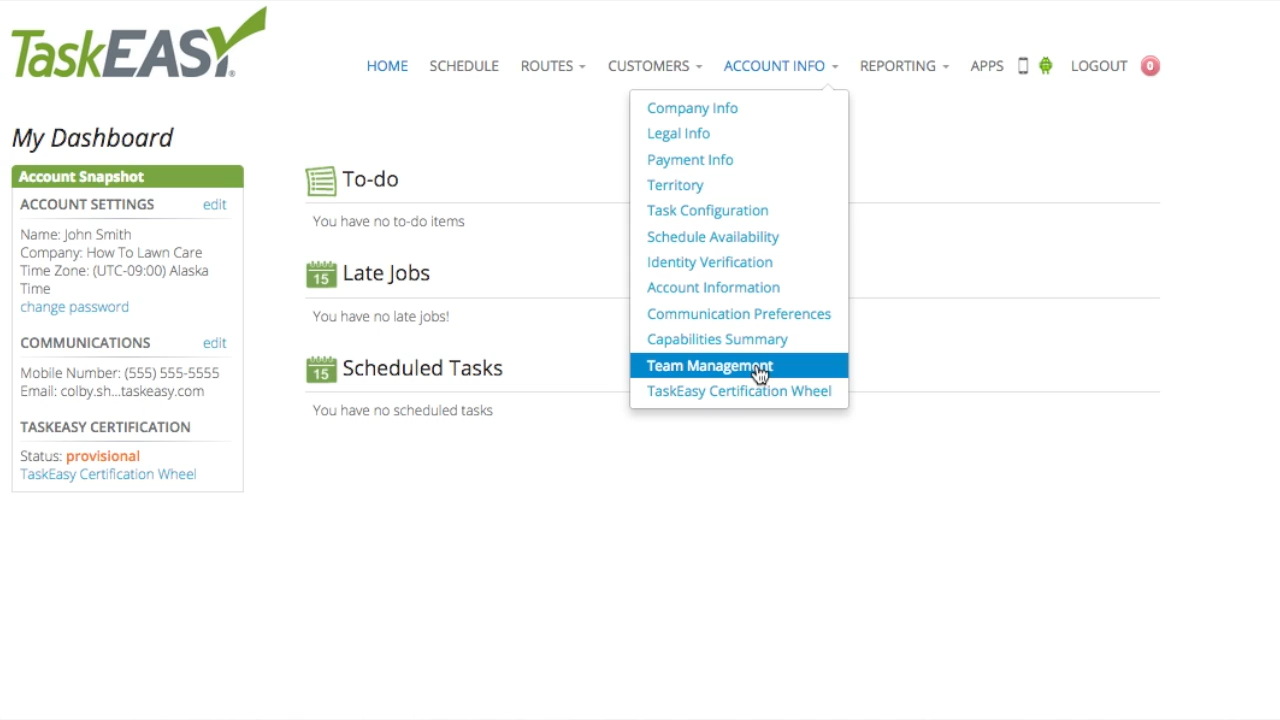 TaskEASY®
HOME SCHEDULE ROUTES CUSTOMERS ACCOUNT INFO REPORTING APPS LOGOUT 0
My Dashboard
Account Snapshot
ACCOUNT SETTINGS edit
Name: John Smith
Company: How To Lawn Care
Time Zone: (UTC-09:00) Alaska
Time
change password
COMMUNICATIONS edit
Mobile Number: (555) 555-5555
Email: colby.sh...taskeasy.com
TASKEASY CERTIFICATION
Status: provisional
TaskEasy Certification Wheel
To-do
You have no to-do items
15 Late Jobs
You have no late jobs!
15 Scheduled Tasks
You have no scheduled tasks
Company Info
Legal Info
Payment Info
Territory
Task Configuration
Schedule Availability
Identity Verification
Account Information
Communication Preferences
Capabilities Summary
Team Management
TaskEasy Certification Wheel